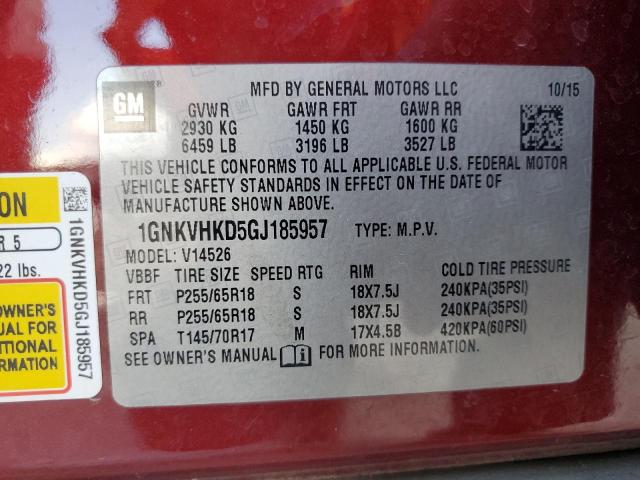 GM
MFD BY GENERAL MOTORS LLC 10/15
GVWR GAWR FRT GAWR RR
2930 KG 1450 KG 1600 KG
6459 LB 3196 LB 3527 LB
THIS VEHICLE CONFORMS TO ALL APPLICABLE U.S. FEDERAL MOTOR
VEHICLE SAFETY STANDARDS IN EFFECT ON THE DATE OF
MANUFACTURE SHOWN ABOVE.
1GNKVHKD5GJ185957 TYPE: M.P.V.
MODEL: V14526
VBBF TIRE SIZE SPEED RTG RIM COLD TIRE PRESSURE
FRT P255/65R18 S 18X7.5J 240KPA(35PSI)
RR P255/65R18 S 18X7.5J 240KPA(35PSI)
SPA T145/70R17 M 17X4.5B 420KPA(60PSI)
SEE OWNER'S MANUAL FOR MORE INFORMATION.
ON
R 5
22 lbs.
OWNER'S
UAL FOR
ITIONAL
RMATION
1GNKVHKD5GJ185957